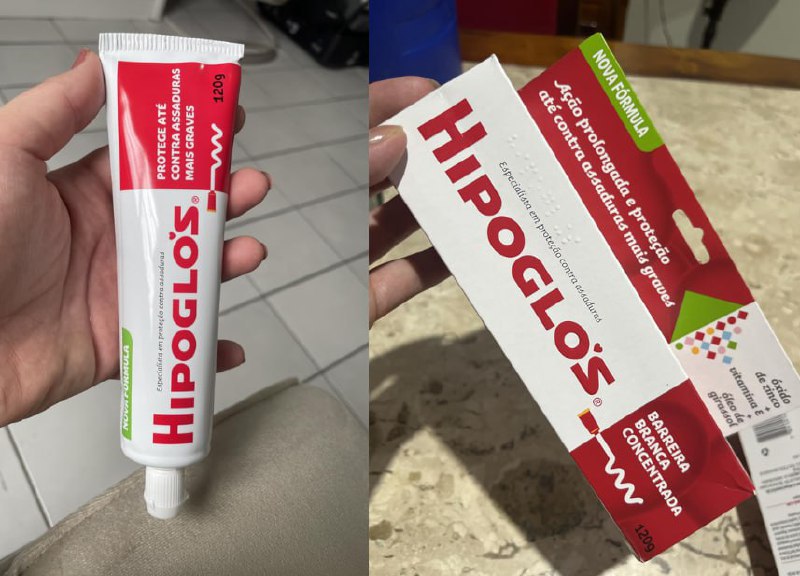 PROTEGE ATÉ
CONTRA ASSADURAS
MAIS GRAVES
120g
HIPOGLÓS®
Especialista em proteção contra assaduras
NOVA FÓRMULA
NOVA FÓRMULA
Ação prolongada e proteção
até contra assaduras mais graves
HIPOGLÓS®
Especialista em proteção contra assaduras
óxido
de zinco
+
vitamina E
+
óleo de
girassol
BARREIRA
BRANCA
CONCENTRADA
120g